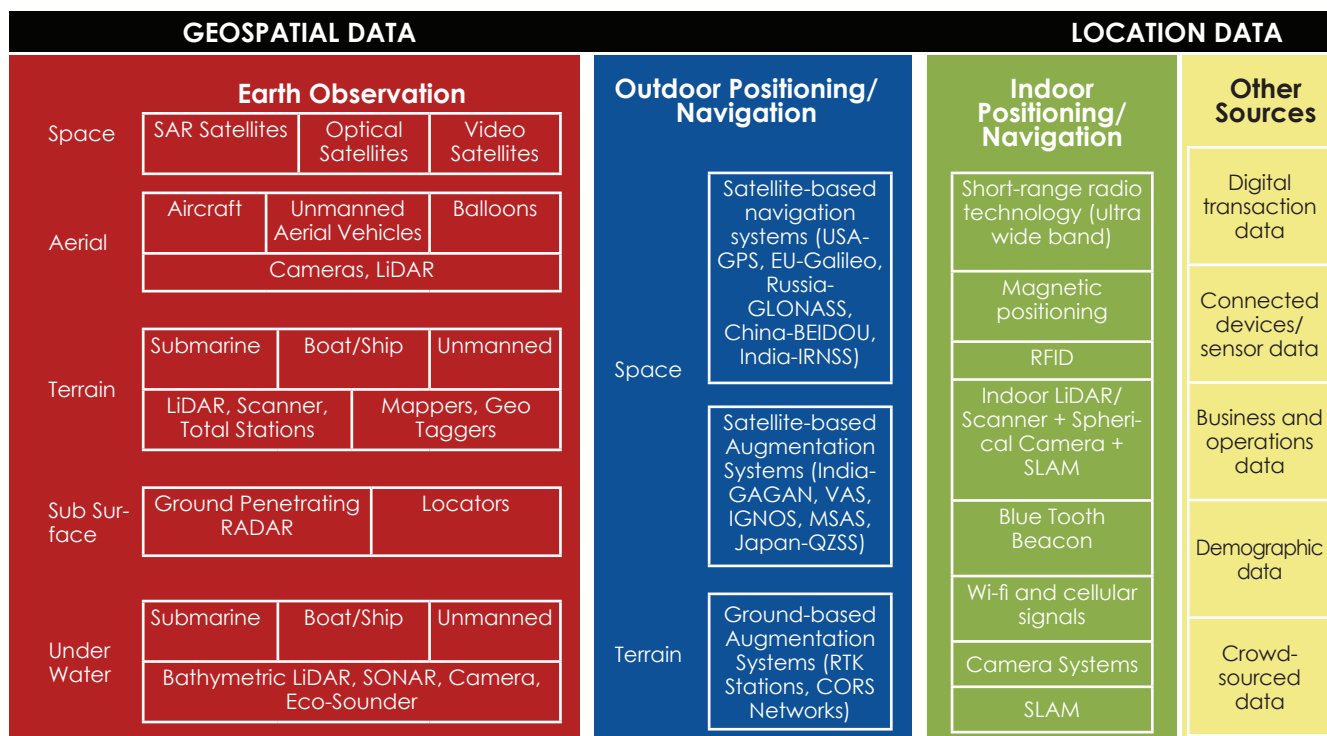 GEOSPATIAL DATA
LOCATION DATA
Earth Observation
Space
SAR Satellites
Optical
Satellites
Video
Satellites
Aerial
Aircraft
Unmanned
Aerial Vehicles
Balloons
Cameras, LiDAR
Terrain
Submarine
Boat/Ship
Unmanned
LiDAR, Scanner,
Total Stations
Mappers, Geo
Taggers
Sub Sur-
face
Ground Penetrating
RADAR
Locators
Under
Water
Submarine
Boat/Ship
Unmanned
Bathymetric LiDAR, SONAR, Camera,
Eco-Sounder
Outdoor Positioning/
Navigation
Space
Satellite-based
navigation
systems (USA-
GPS, EU-Galileo,
Russia-
GLONASS,
China-BEIDOU,
India-IRNSS)
Satellite-based
Augmentation
Systems (India-
GAGAN, VAS,
IGNOS, MSAS,
Japan-QZSS)
Terrain
Ground-based
Augmentation
Systems (RTK
Stations, CORS
Networks)
Indoor
Positioning/
Navigation
Short-range radio
technology (ultra
wide band)
Magnetic
positioning
RFID
Indoor LiDAR/
Scanner + Spheri-
cal Camera +
SLAM
Blue Tooth
Beacon
Wi-fi and cellular
signals
Camera Systems
SLAM
Other
Sources
Digital
transaction
data
Connected
devices/
sensor data
Business and
operations
data
Demographic
data
Crowd-
sourced
data